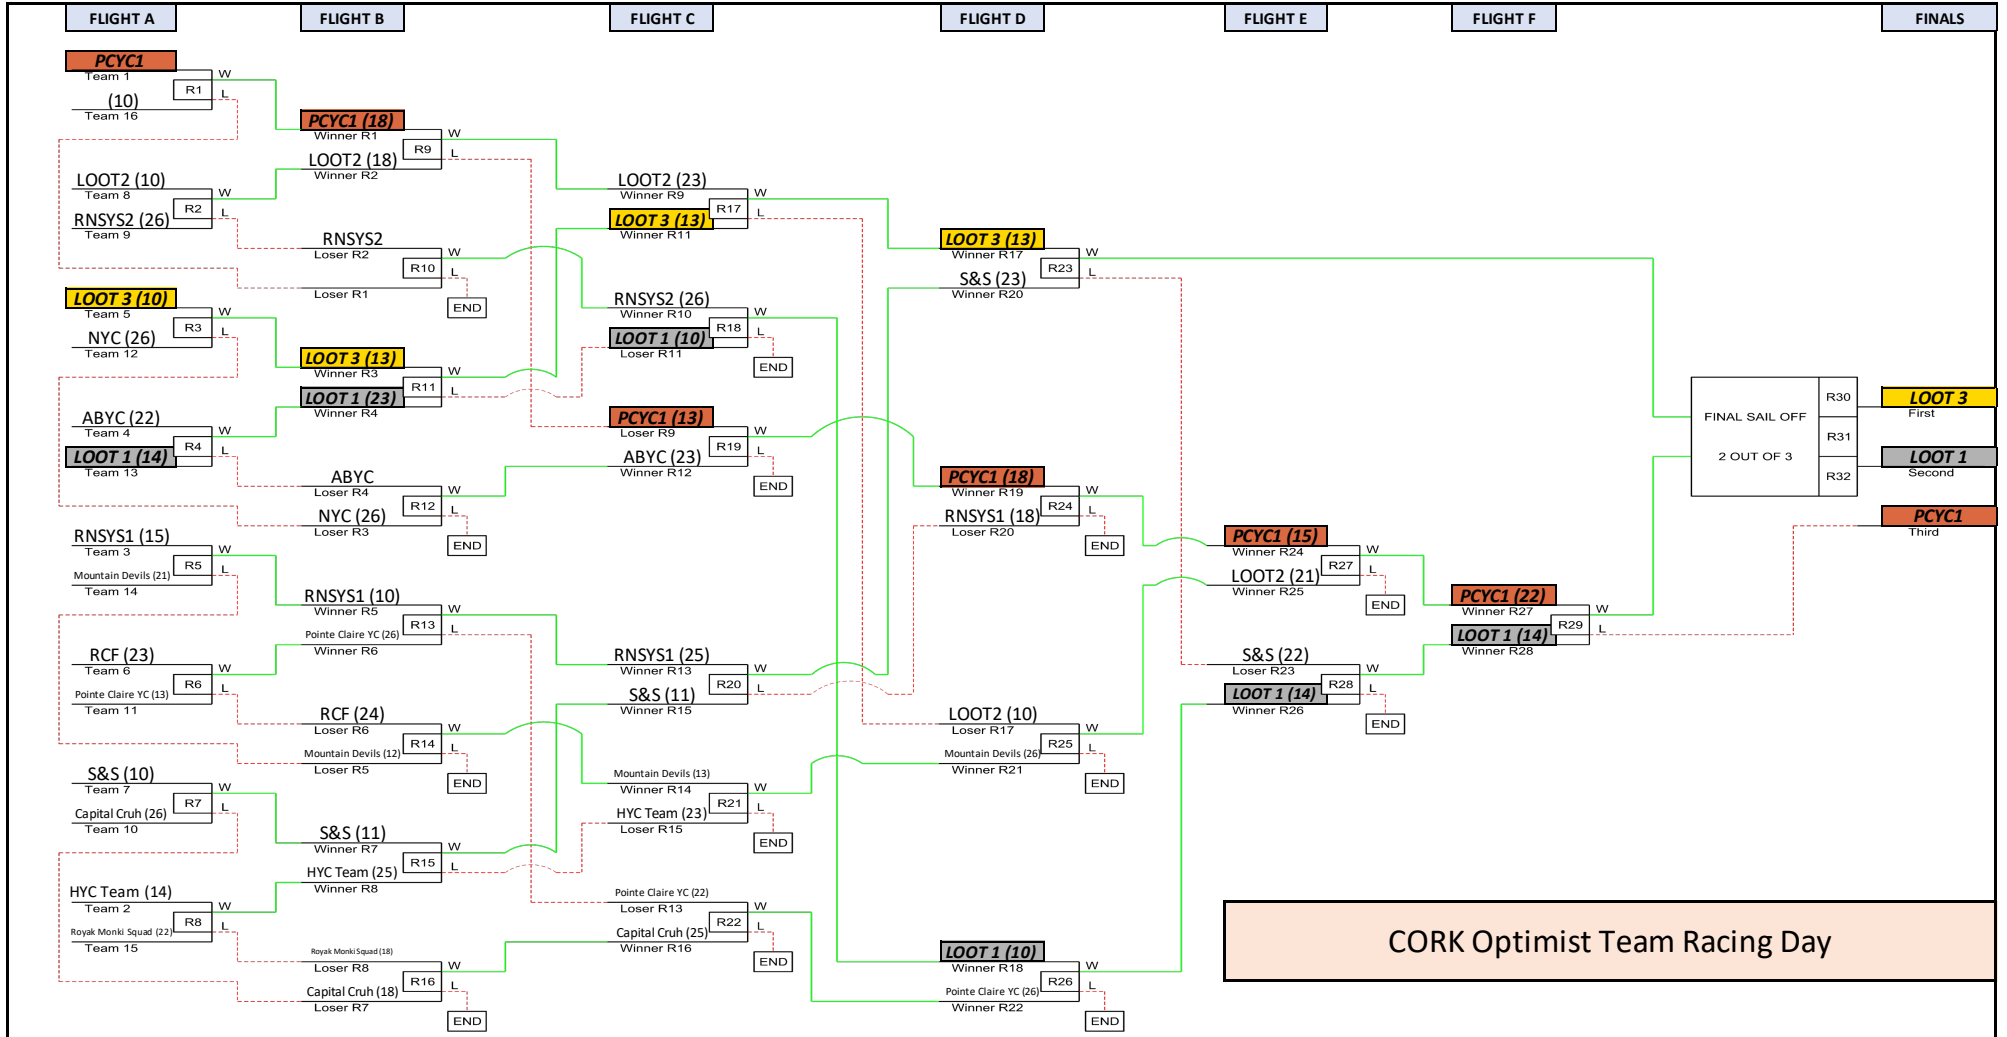 FLIGHT A
FLIGHT B
FLIGHT C
FLIGHT D
FLIGHT E
FLIGHT F
FINALS
PCYC1
Team 1
R1
W
L
(10)
Team 16
LOOT2 (10)
Team 8
R2
W
L
RNSYS2 (26)
Team 9
LOOT 3 (10)
Team 5
R3
W
L
NYC (26)
Team 12
ABYC (22)
Team 4
R4
W
L
LOOT 1 (14)
Team 13
RNSYS1 (15)
Team 3
R5
W
L
Mountain Devils (21)
Team 14
RCF (23)
Team 6
R6
W
L
Pointe Claire YC (13)
Team 11
S&S (10)
Team 7
R7
W
L
Capital Cruh (26)
Team 10
HYC Team (14)
Team 2
R8
W
L
Royak Monki Squad (22)
Team 15
PCYC1 (18)
Winner R1
R9
W
L
LOOT2 (18)
Winner R2
RNSYS2
Loser R2
R10
W
L
Loser R1
END
LOOT 3 (13)
Winner R3
R11
W
L
LOOT 1 (23)
Winner R4
ABYC
Loser R4
R12
W
L
NYC (26)
Loser R3
END
RNSYS1 (10)
Winner R5
R13
W
L
Pointe Claire YC (26)
Winner R6
RCF (24)
Loser R6
R14
W
L
Mountain Devils (12)
Loser R5
END
S&S (11)
Winner R7
R15
W
L
HYC Team (25)
Winner R8
Royak Monki Squad (18)
Loser R8
R16
W
L
Capital Cruh (18)
Loser R7
END
LOOT2 (23)
Winner R9
R17
W
L
LOOT 3 (13)
Winner R11
RNSYS2 (26)
Winner R10
R18
W
L
LOOT 1 (10)
Loser R11
END
PCYC1 (13)
Loser R9
R19
W
L
ABYC (23)
Winner R12
END
RNSYS1 (25)
Winner R13
R20
W
L
S&S (11)
Winner R15
Mountain Devils (13)
Winner R14
R21
W
L
HYC Team (23)
Loser R15
END
Pointe Claire YC (22)
Loser R13
R22
W
L
Capital Cruh (25)
Winner R16
END
LOOT 3 (13)
Winner R17
R23
W
L
S&S (23)
Winner R20
PCYC1 (18)
Winner R19
R24
W
L
RNSYS1 (18)
Loser R20
END
LOOT2 (10)
Loser R17
R25
W
L
Mountain Devils (26)
Winner R21
END
LOOT 1 (10)
Winner R18
R26
W
L
Pointe Claire YC (26)
Winner R22
END
PCYC1 (15)
Winner R24
R27
W
L
LOOT2 (21)
Winner R25
END
S&S (22)
Loser R23
R28
W
L
LOOT 1 (14)
Winner R26
END
PCYC1 (22)
Winner R27
R29
W
L
LOOT 1 (14)
Winner R28
FINAL SAIL OFF
2 OUT OF 3
R30
R31
R32
LOOT 3
First
LOOT 1
Second
PCYC1
Third
CORK Optimist Team Racing Day